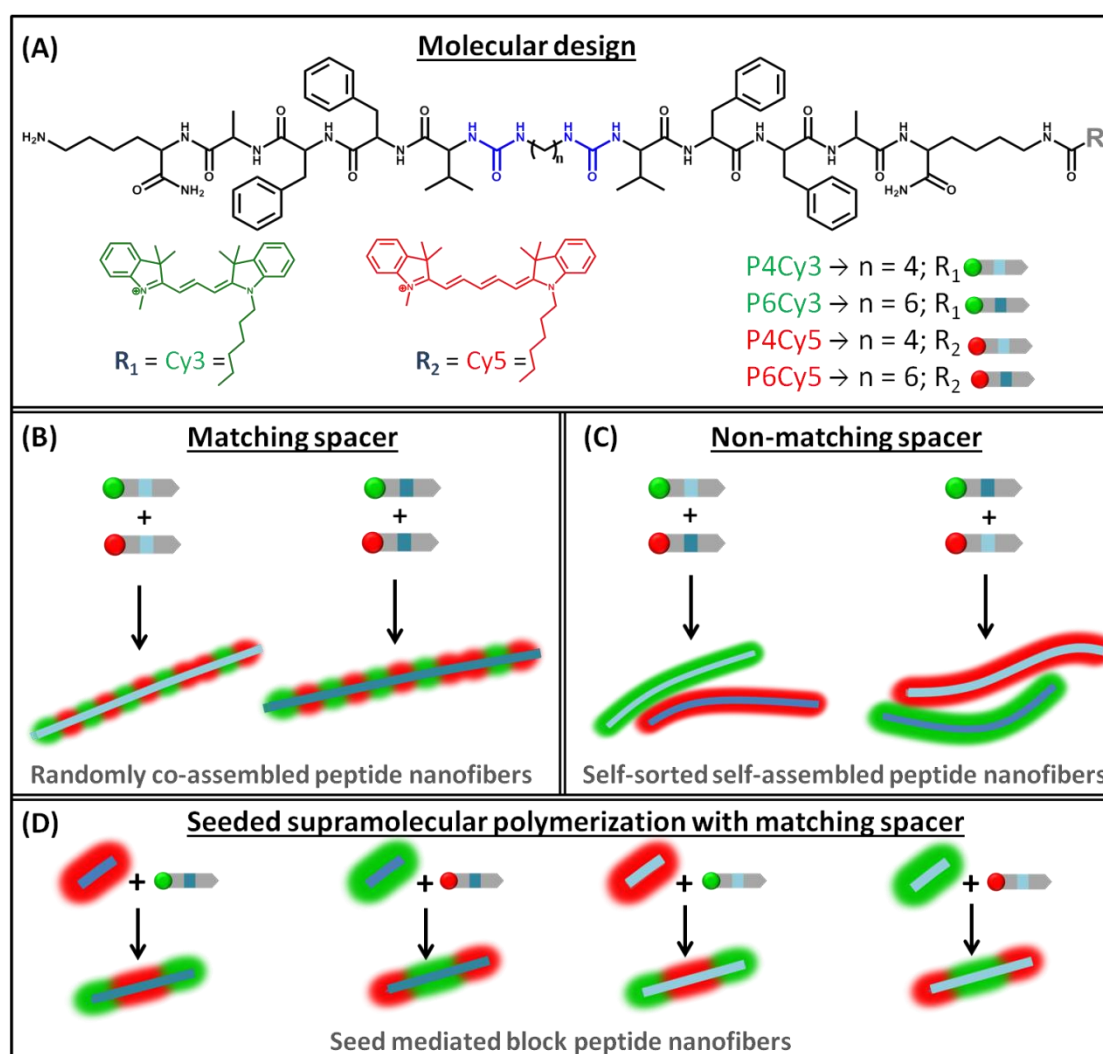 (A) Molecular design
H₂N
H
N
O
NH₂
O
N
H
O
H
N
O
N
H
H
N
O
N
H
O
H
N
O
H
N
( )n
H
N
O
H
N
O
N
H
O
H
N
O
N
H
O
H
N
NH₂
O
H
N
O
R
N
⊕
N
R₁ = Cy3 =
N
⊕
N
R₂ = Cy5 =
P4Cy3 → n = 4; R₁
P6Cy3 → n = 6; R₁
P4Cy5 → n = 4; R₂
P6Cy5 → n = 6; R₂
(B) Matching spacer
+ +
Randomly co-assembled peptide nanofibers
(C) Non-matching spacer
+ +
Self-sorted self-assembled peptide nanofibers
(D) Seeded supramolecular polymerization with matching spacer
+ + + +
Seed mediated block peptide nanofibers